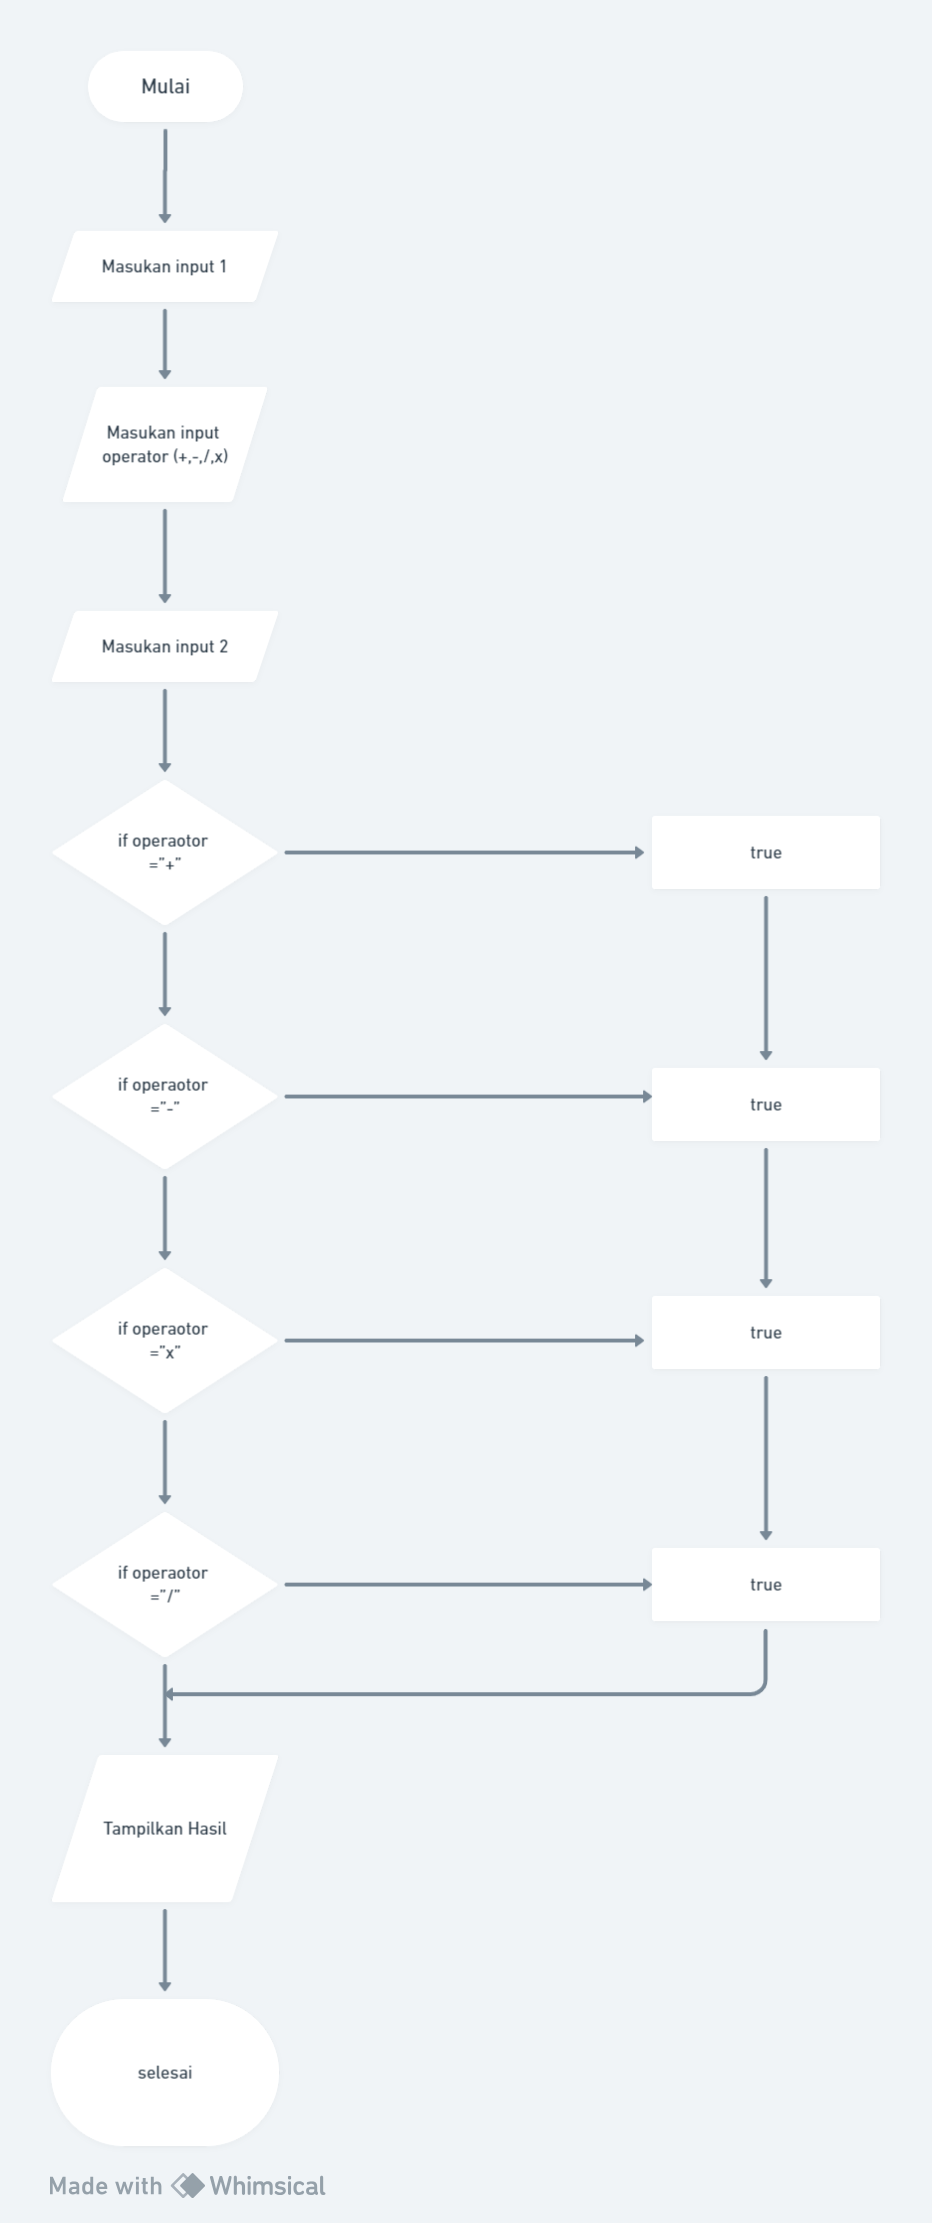 Mulai
Masukan input 1
Masukan input
operator (+,-,/,x)
Masukan input 2
if operaotor
="+"
true
if operaotor
="-"
true
if operaotor
="x"
true
if operaotor
="/"
true
Tampilkan Hasil
selesai
Made with Whimsical